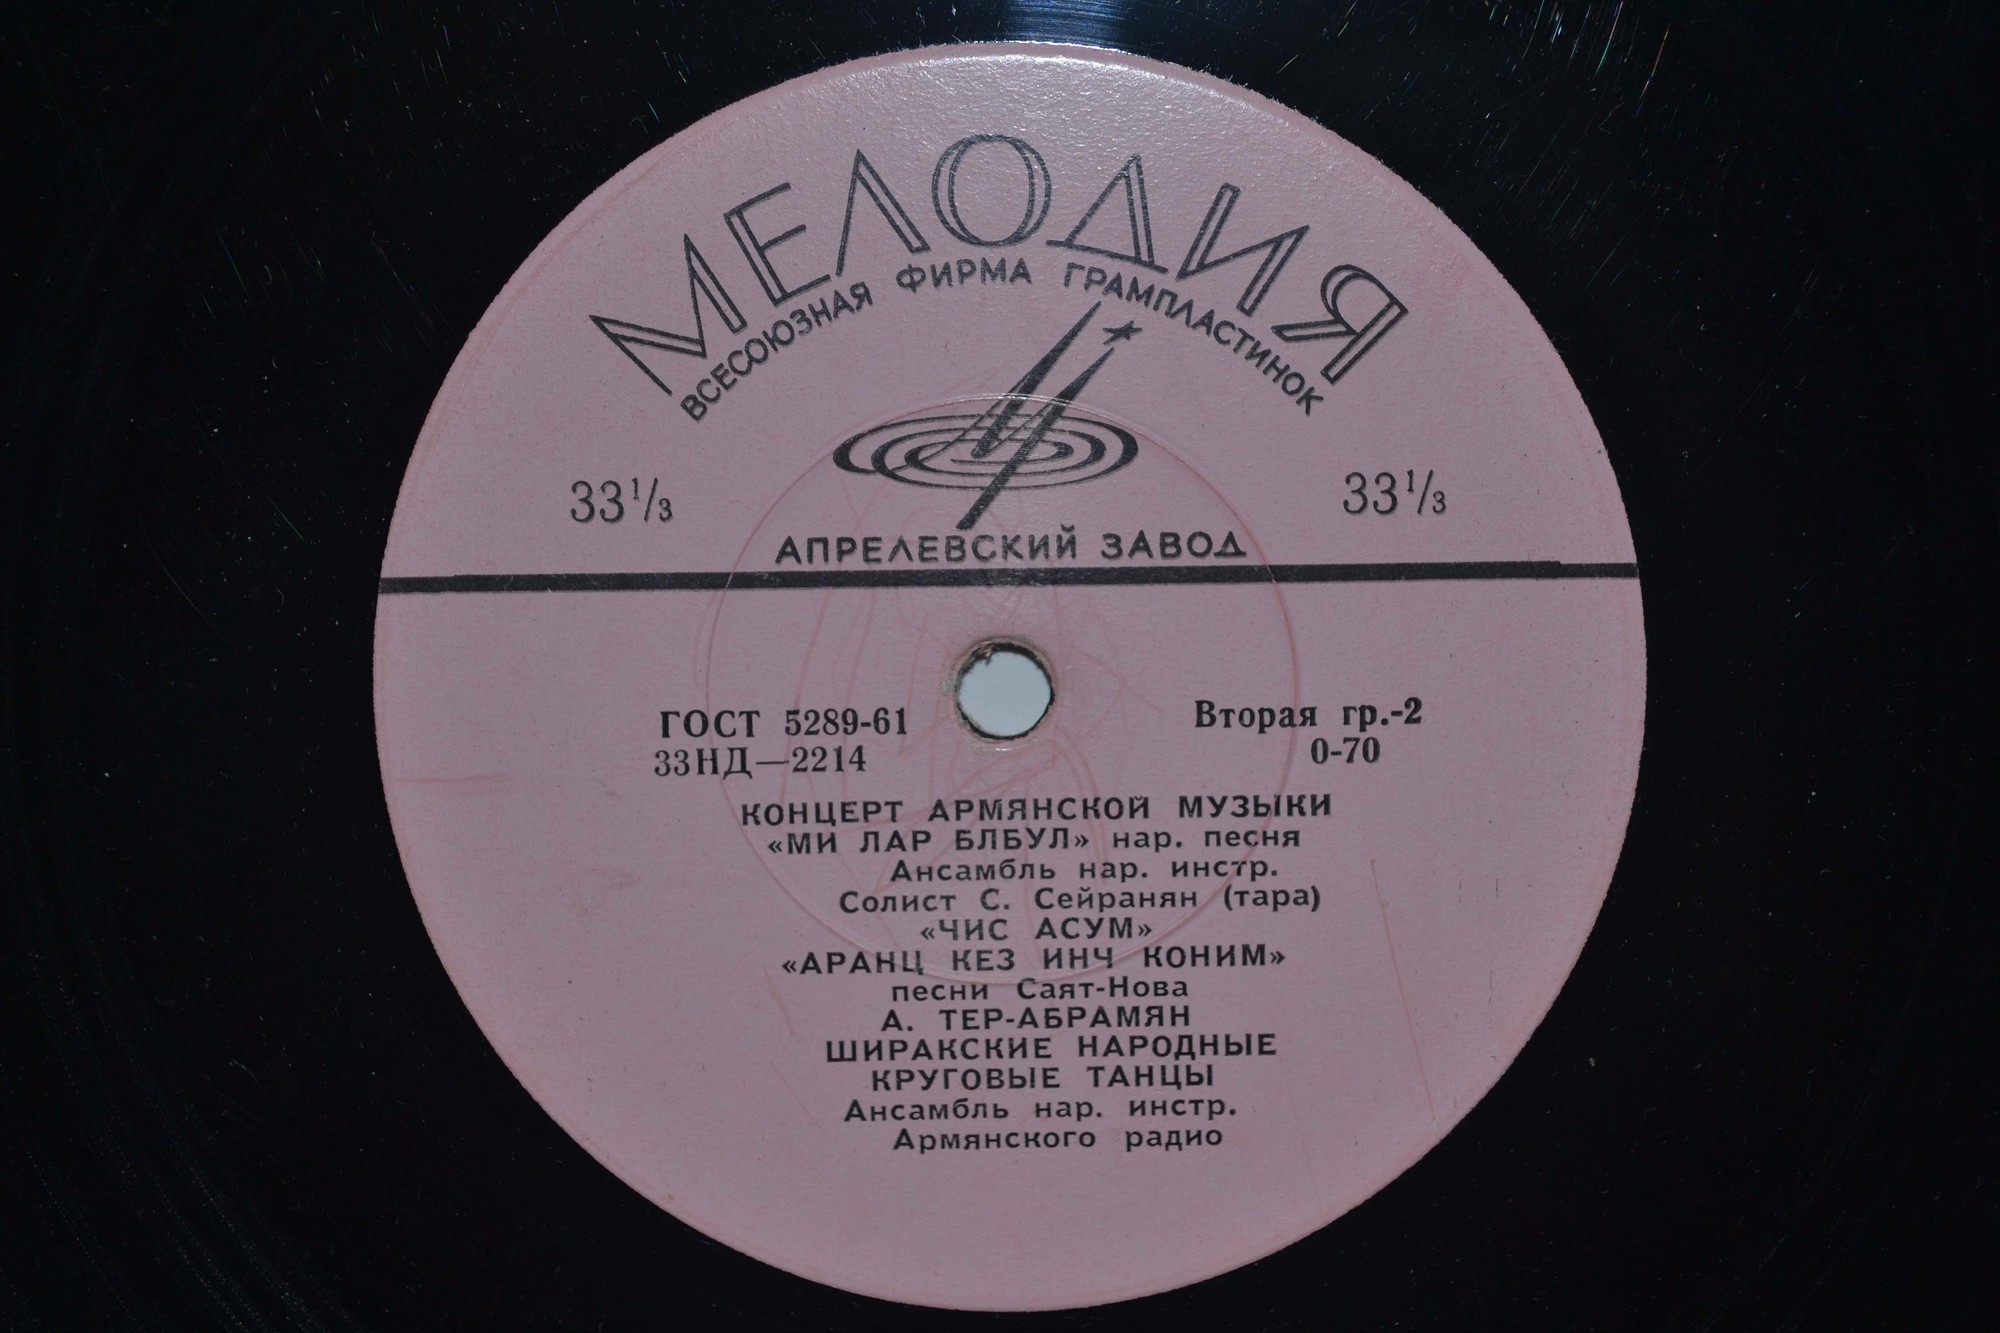 МЕЛОДИЯ
ВСЕСОЮЗНАЯ ФИРМА ГРАМПЛАСТИНОК
33⅓ 33⅓
АПРЕЛЕВСКИЙ ЗАВОД
ГОСТ 5289-61 Вторая гр.-2
33НД—2214 0-70
КОНЦЕРТ АРМЯНСКОЙ МУЗЫКИ
«МИ ЛАР БЛБУЛ» нар. песня
Ансамбль нар. инстр.
Солист С. Сейранян (тара)
«ЧИС АСУМ»
«АРАНЦ КЕЗ ИНЧ КОНИМ»
песни Саят-Нова
А. ТЕР-АБРАМЯН
ШИРАКСКИЕ НАРОДНЫЕ
КРУГОВЫЕ ТАНЦЫ
Ансамбль нар. инстр.
Армянского радио